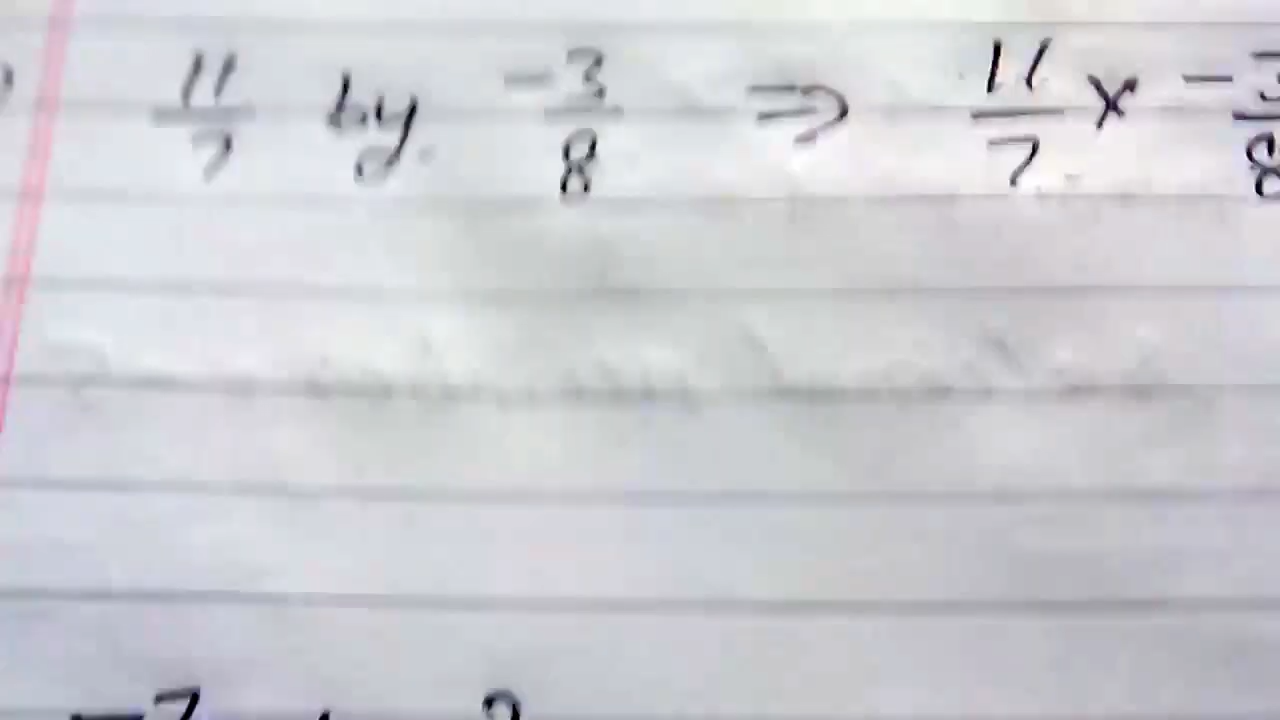 11/7 by -3/8 ⇒ 11/7 × -3/8